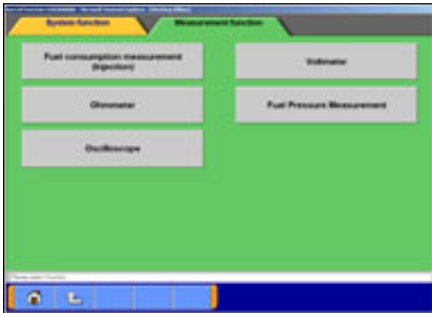 System function
Measurement function
Fuel consumption measurement
(Injection)
Voltmeter
Ohmmeter
Fuel Pressure Measurement
Oscilloscope